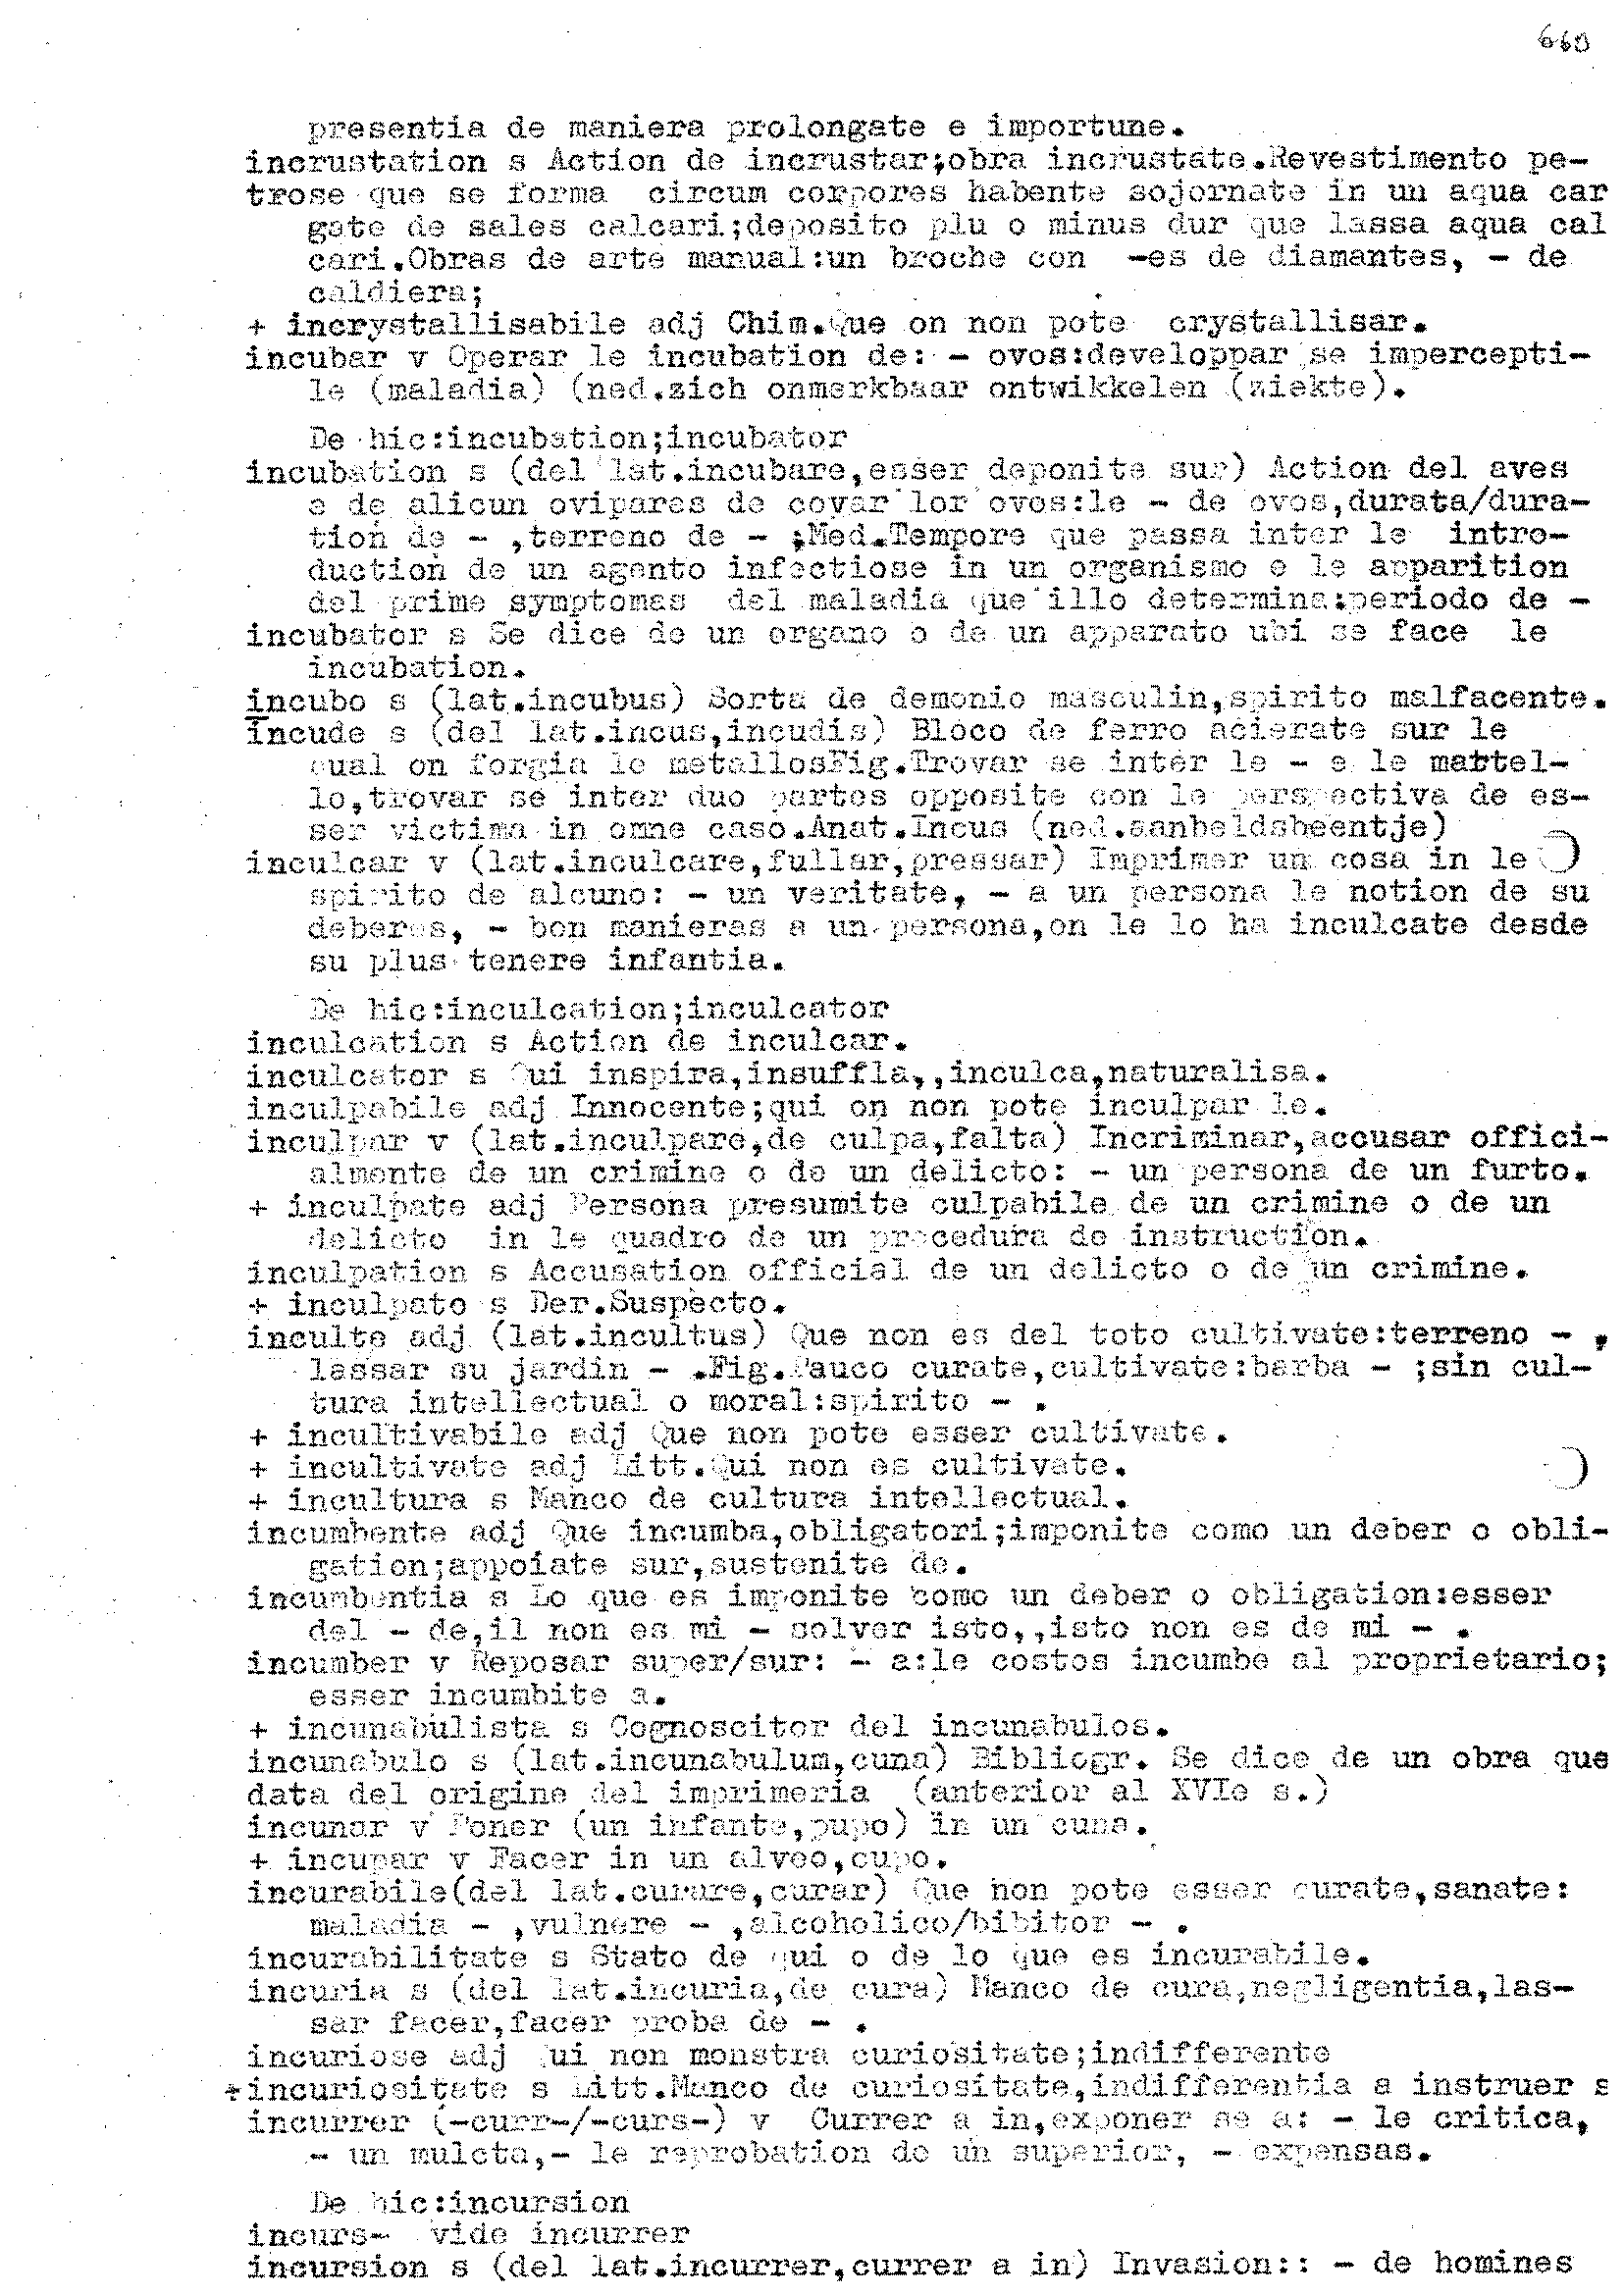 660
presentia de maniera prolongate e importune.
incrustation s Action de incrustar;obra incrustate.Revestimento pe-
trose que se forma circum corpores habente sojornate in un aqua car
gate de sales calcari;deposito plu o minus dur que lassa aqua cal
cari.Obras de arte manual:un broche con -es de diamantes, - de
caldiera;
+ incrystallisabile adj Chim.Que on non pote crystallisar.
incubar v Operar le incubation de: - ovos:developpar se impercepti-
le (maladia) (ned.zich onmerkbaar ontwikkelen (ziekte).
De hic:incubation;incubator
incubation s (del lat.incubare,esser deponite sur) Action del aves
e de alicun ovipares de covar lor ovos:le - de ovos,durata/dura-
tion de - ,terreno de - ;Med.Tempore que passa inter le intro-
duction de un agento infectiose in un organismo e le apparition
del prime symptomas del maladia que illo determina:periodo de -
incubator s Se dice de un organo o de un apparato ubi se face le
incubation.
incubo s (lat.incubus) Sorta de demonio masculin,spirito malfacente.
incude s (del lat.incus,incudis) Bloco de ferro acierate sur le
qual on forgia le metallosFig.Trovar se inter le - e le mattel-
lo,trovar se inter duo partes opposite con le perspectiva de es-
ser victima in omne caso.Anat.Incus (ned.aanbeldsbeentje)
inculcar v (lat.inculcare,fullar,pressar) Imprimer un cosa in le
spirito de alcuno: - un veritate, - a un persona le notion de su
deberes, - bon manieras a un persona,on le lo ha inculcate desde
su plus tenere infantia.
De hic:inculcation;inculcator
inculcation s Action de inculcar.
inculcator s Qui inspira,insuffla,,inculca,naturalisa.
inculpabile adj Innocente;qui on non pote inculpar le.
inculpar v (lat.inculpare,de culpa,falta) Incriminar,accusar offici-
almente de un crimine o de un delicto: - un persona de un furto.
+ inculpate adj Persona presumite culpabile de un crimine o de un
delicto in le quadro de un procedura de instruction.
inculpation s Accusation official de un delicto o de un crimine.
+ inculpato s Der.Suspecto.
inculte adj (lat.incultus) Que non es del toto cultivate:terreno - ,
lassar su jardin - .Fig.Pauco curate,cultivate:barba - ;sin cul-
tura intellectual o moral:spirito - .
+ incultivabile adj Que non pote esser cultivate.
+ incultivate adj Litt.Qui non es cultivate.
+ incultura s Manco de cultura intellectual.
incumbente adj Que incumba,obligatori;imponite como un deber o obli-
gation;appoiate sur,sustenite de.
incumbentia s Lo que es imponite como un deber o obligation:esser
del - de,il non es mi - solver isto,,isto non es de mi - .
incumber v Reposar super/sur: - a:le costos incumbe al proprietario;
esser incumbite a.
+ incunabulista s Cognoscitor del incunabulos.
incunabulo s (lat.incunabulum,cuna) Bibliogr. Se dice de un obra que
data del origine del imprimeria (anterior al XVIe s.)
incunar v Poner (un infante,pupo) in un cuna.
+ incupar v Facer in un alveo,cupo.
incurabile(del lat.curare,curar) Que non pote esser curate,sanate:
maladia - ,vulnere - ,alcoholico/bibitor - .
incurabilitate s Stato de qui o de lo que es incurabile.
incuria s (del lat.incuria,de cura) Manco de cura,negligentia,las-
sar facer,facer proba de - .
incuriose adj Qui non monstra curiositate;indifferente
+incuriositate s Litt.Manco de curiositate,indifferentia a instruer s
incurrer (-curr-/-curs-) v Currer a in,exponer se a: - le critica,
- un mulcta,- le reprobation de un superior, - expensas.
De hic:incursion
incurs- vide incurrer
incursion s (del lat.incurrer,currer a in) Invasion:: - de homines